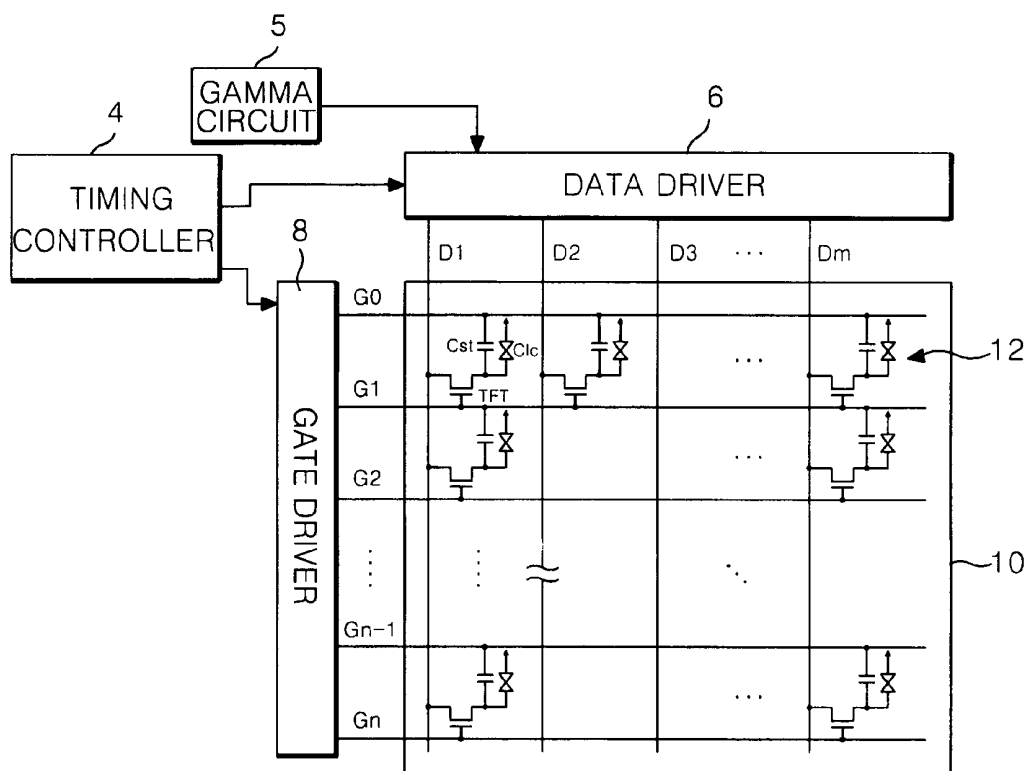 5
GAMMA
CIRCUIT
4
6
TIMING
CONTROLLER
DATA DRIVER
8
D1 D2 D3 ... Dm
G0
Cst Clc
12
...
G1
TFT
...
G2
GATE DRIVER
10
Gn-1
...
Gn